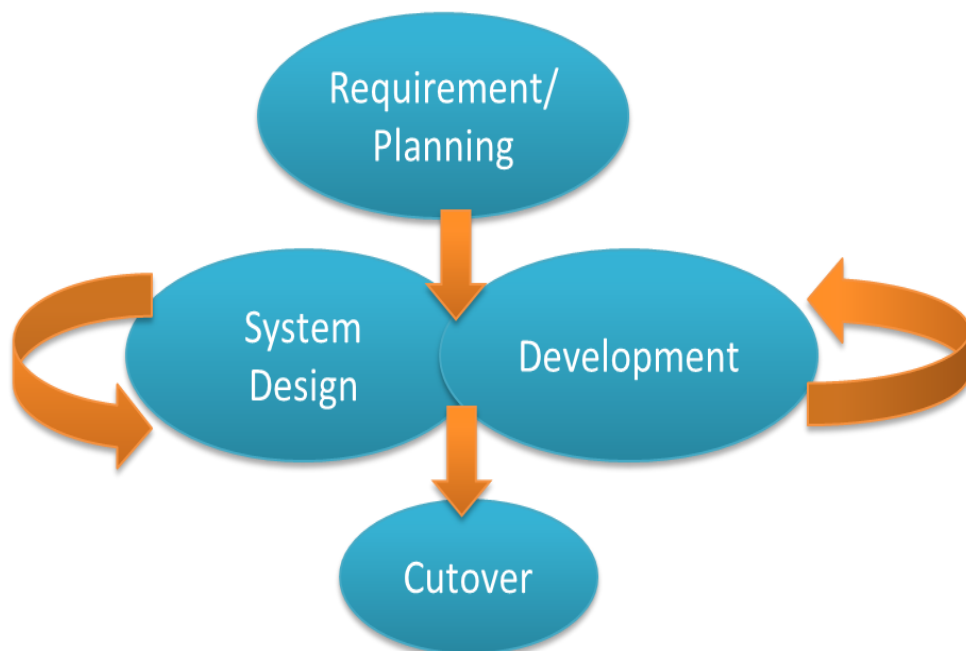 Requirement/
Planning
System
Design
Development
Cutover